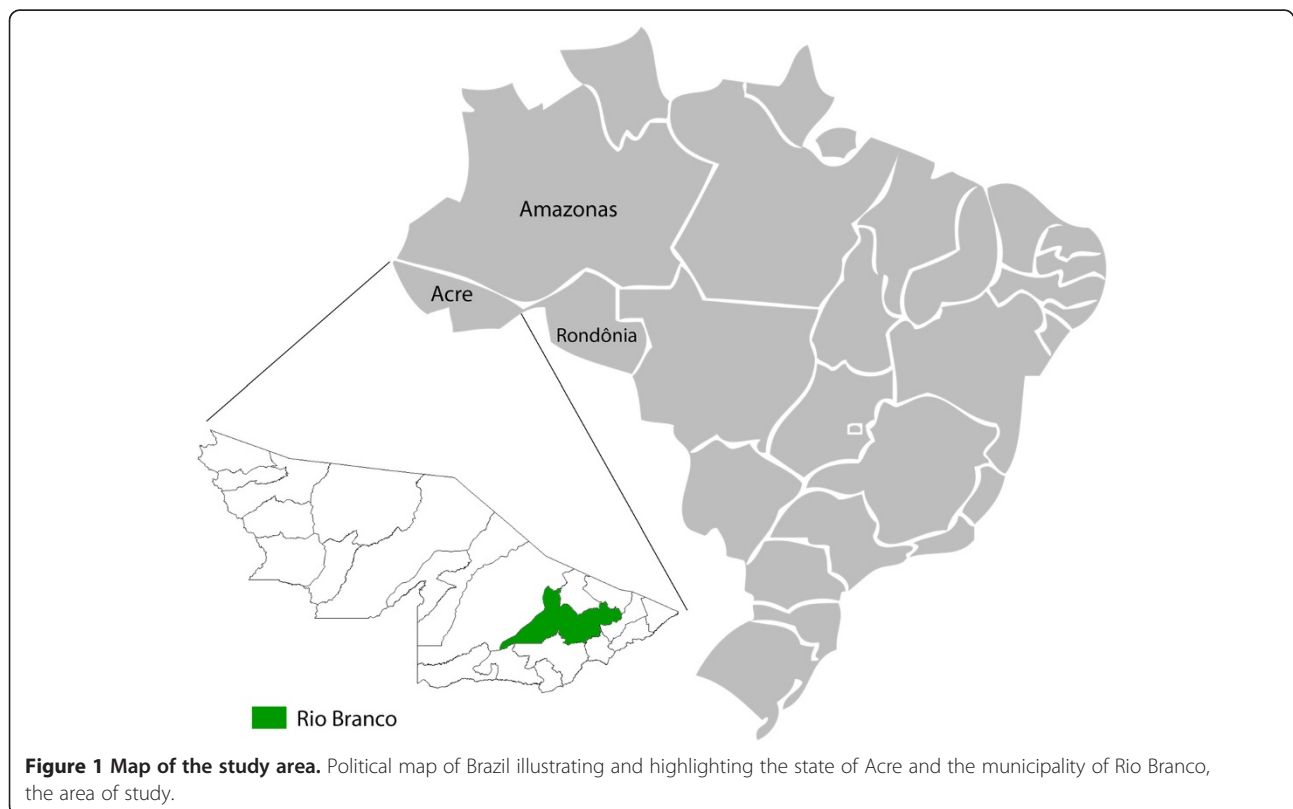 Amazonas
Acre
Rondônia
Rio Branco
Figure 1 Map of the study area. Political map of Brazil illustrating and highlighting the state of Acre and the municipality of Rio Branco,
the area of study.